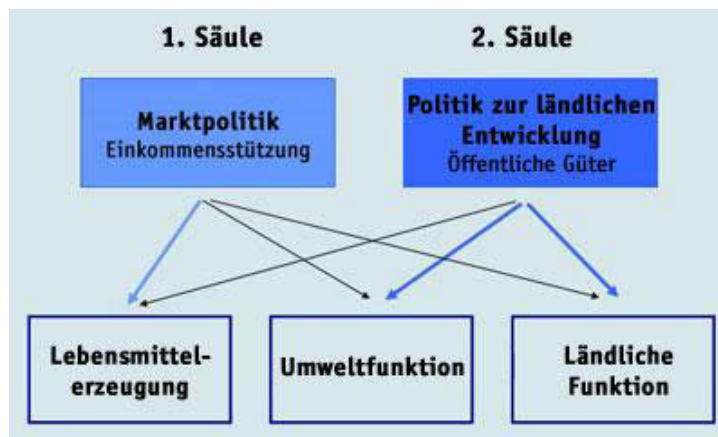 1. Säule
2. Säule
Marktpolitik
Einkommensstützung
Politik zur ländlichen
Entwicklung
Öffentliche Güter
Lebensmittel-
erzeugung
Umweltfunktion
Ländliche
Funktion